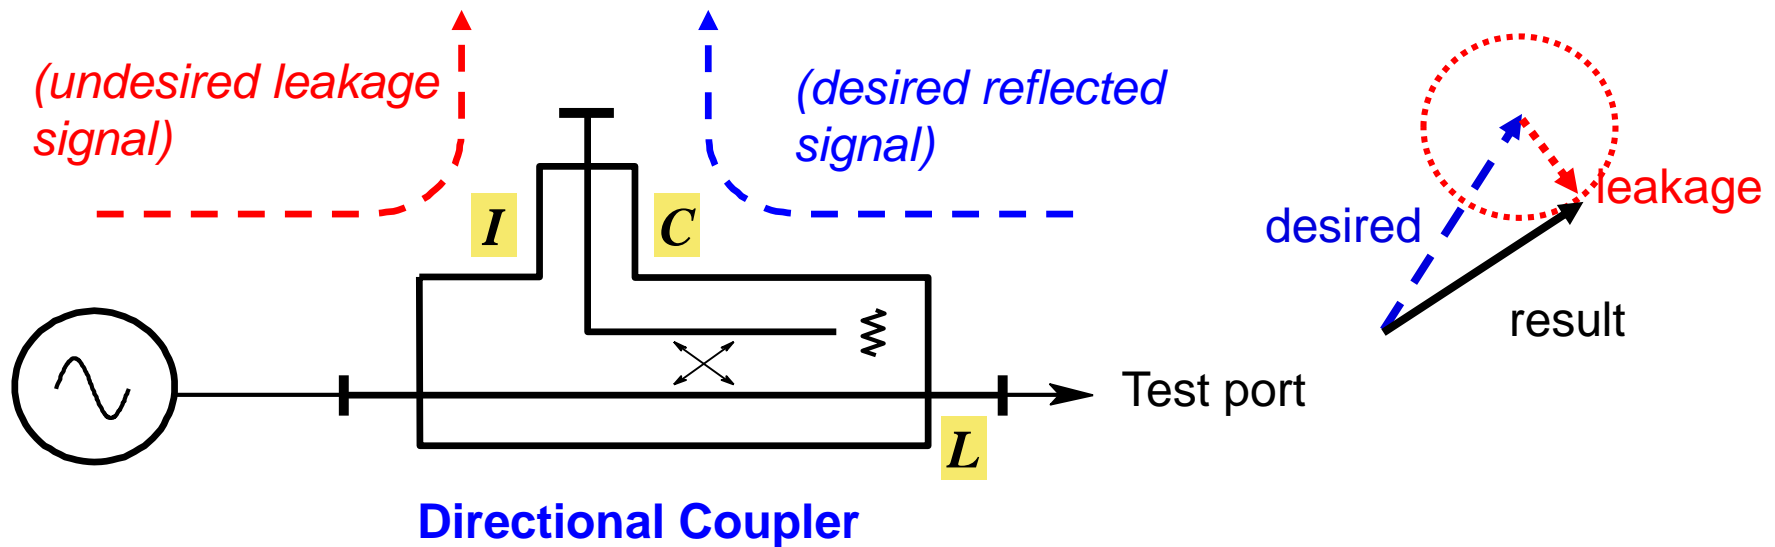 (undesired leakage
signal)
(desired reflected
signal)
I
C
leakage
desired
result
Test port
L
Directional Coupler